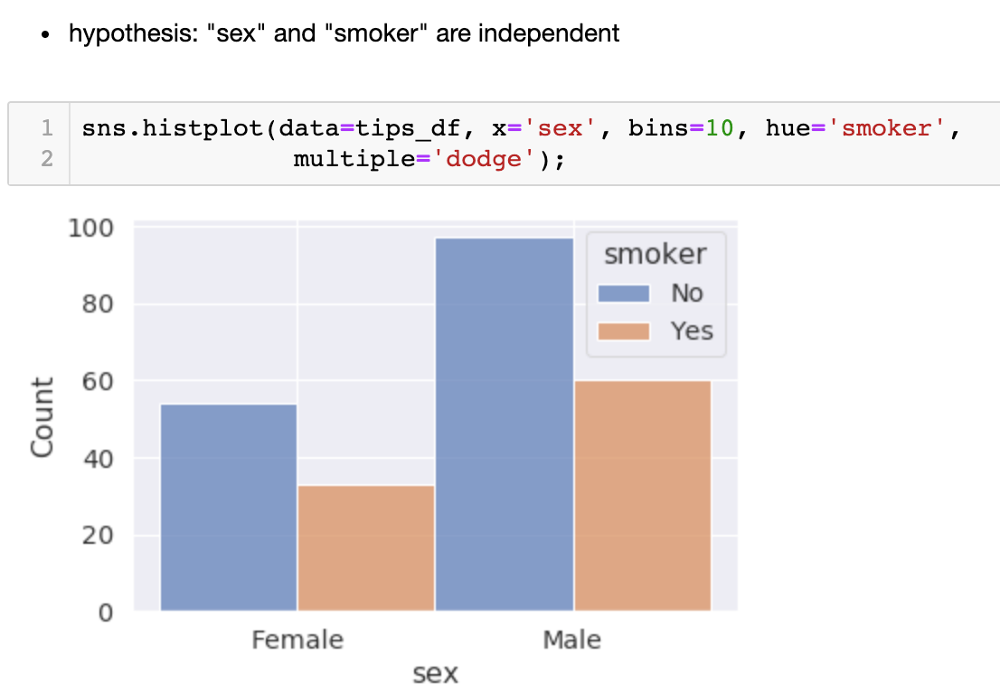 • hypothesis: "sex" and "smoker" are independent
1 sns.histplot(data=tips_df, x='sex', bins=10, hue='smoker',
2 multiple='dodge');
100
80
60
40
20
0
Count
smoker
No
Yes
Female Male
sex